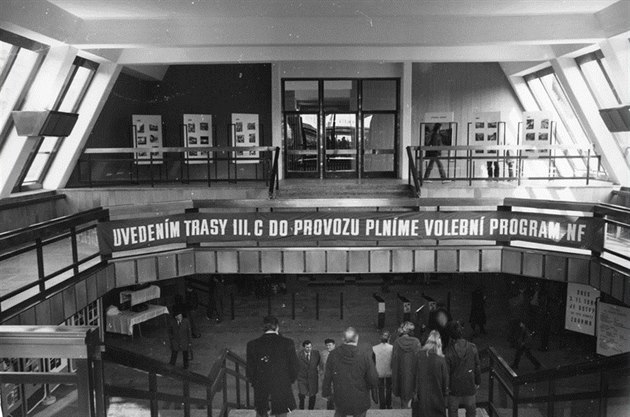 UVEDENÍM TRASY III. C DO PROVOZU PLNÍME VOLEBNÍ PROGRAM NF